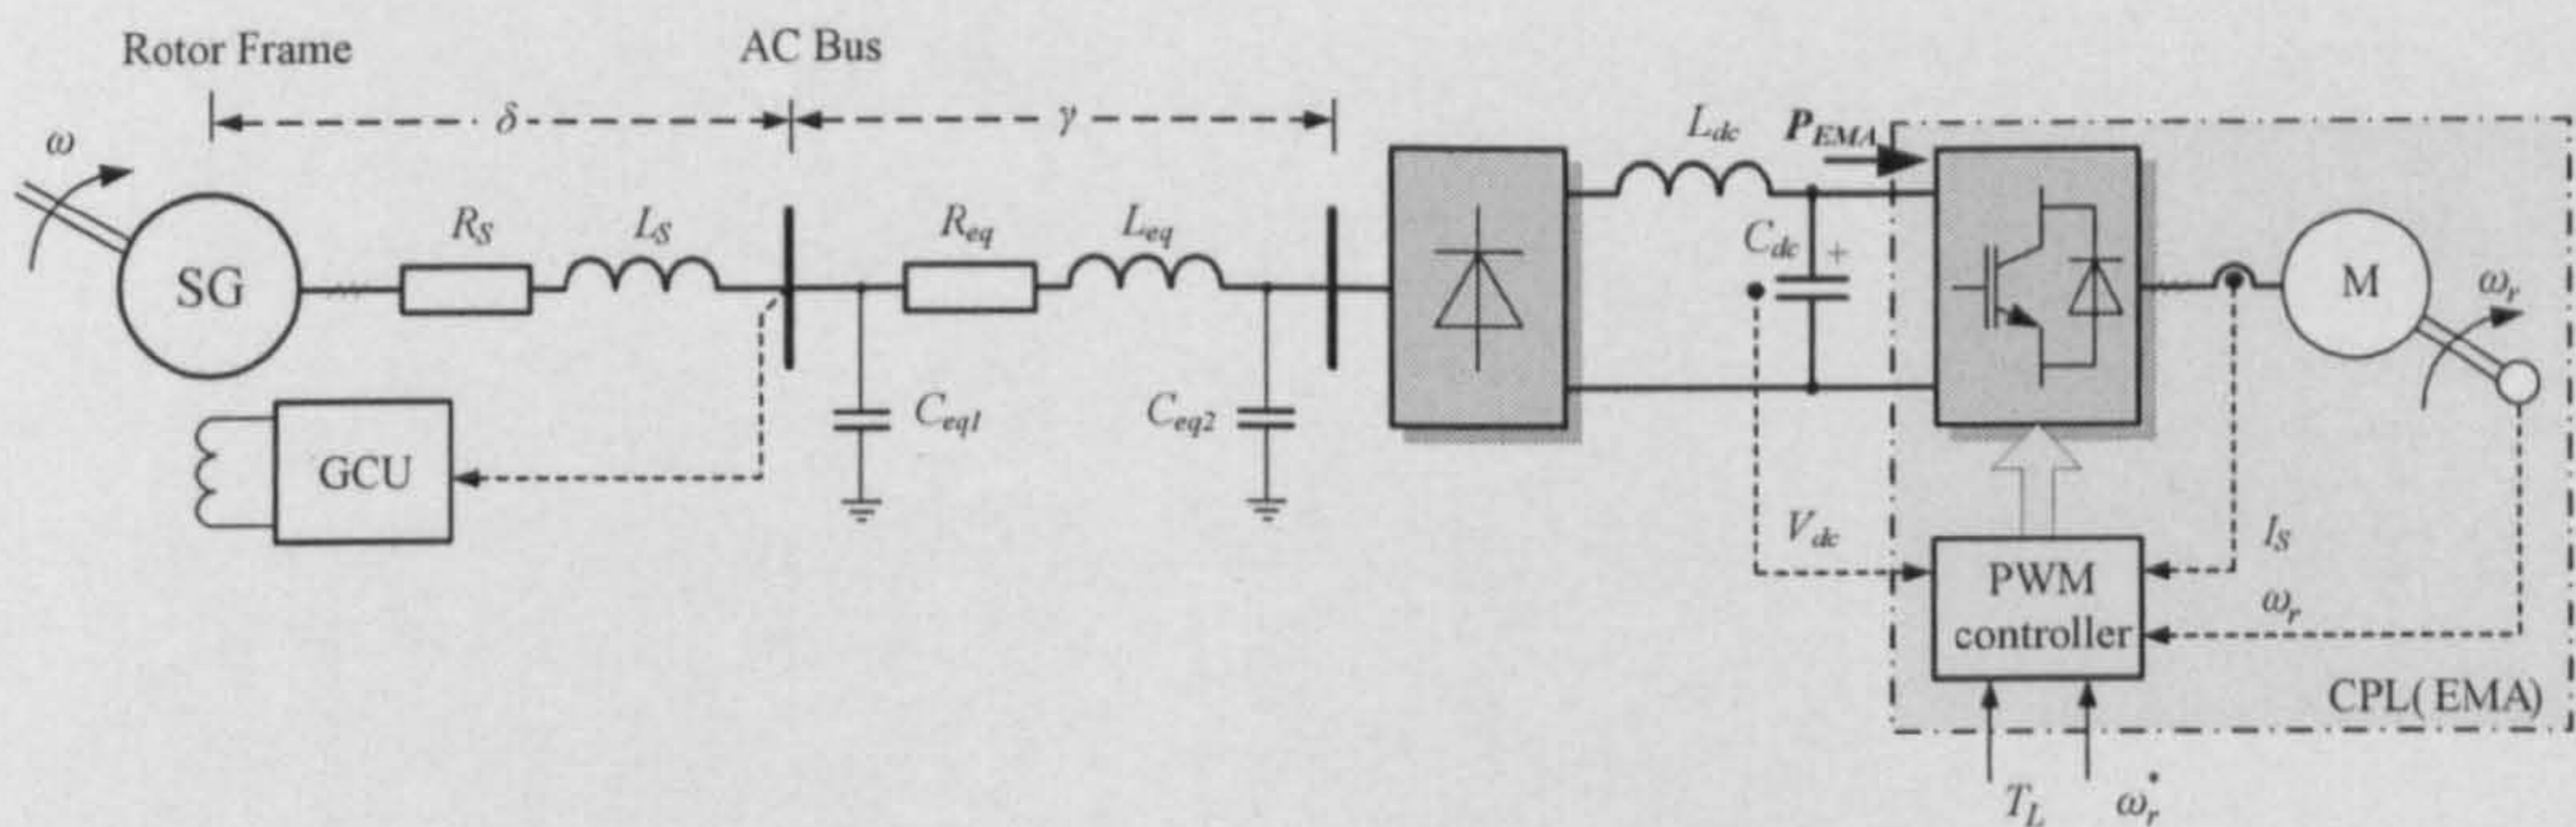 Rotor Frame
AC Bus
δ
γ
ω
SG
R_S
L_S
R_eq
L_eq
C_eq1
C_eq2
GCU
L_dc
P_EMA
C_dc
+
V_dc
M
ω_r
I_S
ω_r
PWM
controller
CPL(EMA)
T_L
ω_r^*